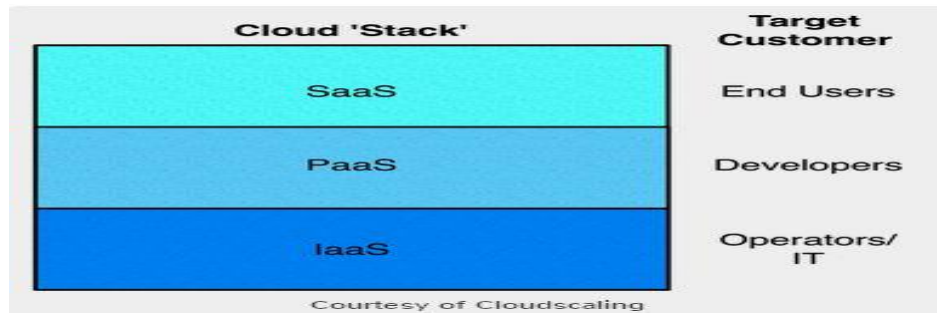 Cloud 'Stack'
Target
Customer
SaaS
End Users
PaaS
Developers
IaaS
Operators/
IT
Courtesy of Cloudscaling